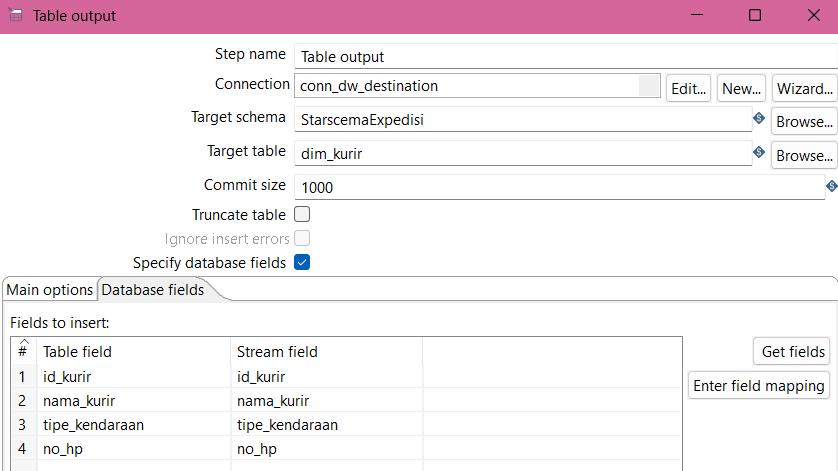 Table output
Step name Table output
Connection conn_dw_destination Edit... New... Wizard...
Target schema StarscemaExpedisi Browse...
Target table dim_kurir Browse...
Commit size 1000
Truncate table
Ignore insert errors
Specify database fields
Main options Database fields
Fields to insert:
# Table field Stream field Get fields
1 id_kurir id_kurir Enter field mapping
2 nama_kurir nama_kurir
3 tipe_kendaraan tipe_kendaraan
4 no_hp no_hp